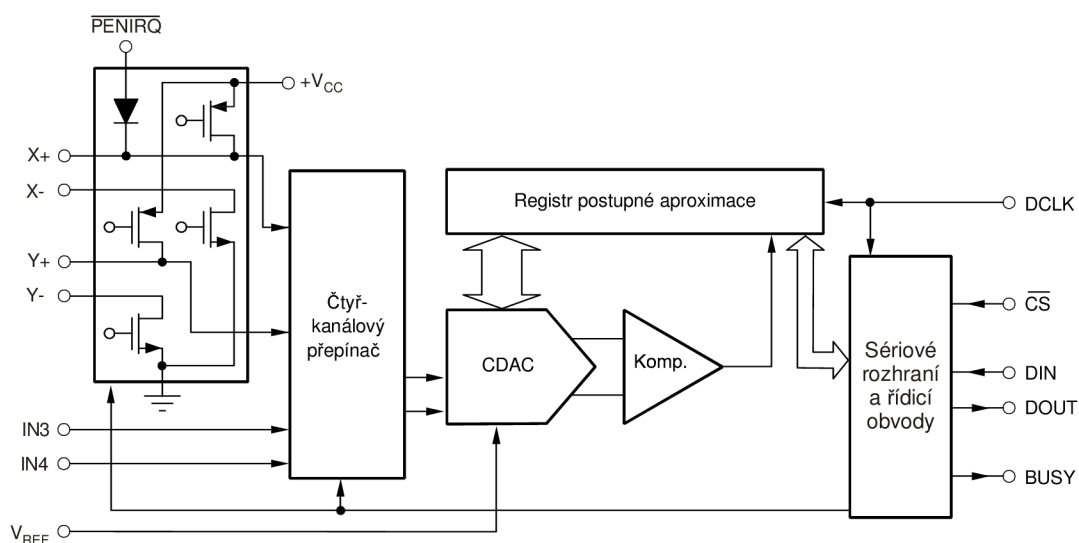 PENIRQ
+VCC
X+
X-
Y+
Y-
IN3
IN4
VREF
Čtyř-
kanálový
přepínač
Registr postupné aproximace
CDAC
Komp.
Sériové
rozhraní
a řídicí
obvody
DCLK
CS
DIN
DOUT
BUSY